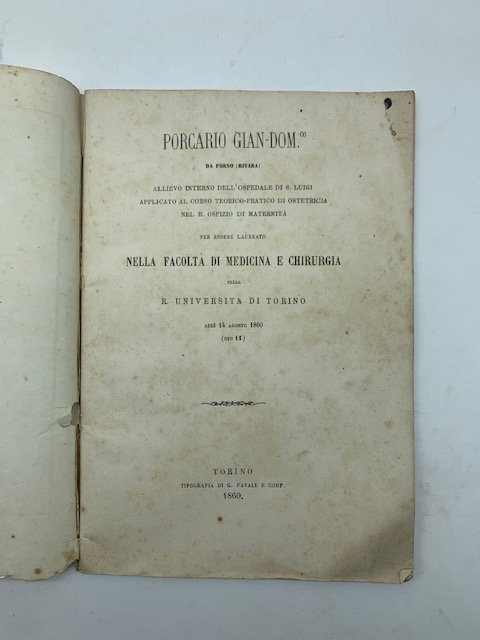 PORCARIO GIAN-DOM.co
DA FORNO (RIVARA)
ALLIEVO INTERNO DELL'OSPEDALE DI S. LUIGI
APPLICATO AL CORSO TEORICO-PRATICO DI OSTETRICIA
NEL R. OSPIZIO DI MATERNITÀ
PER ESSERE LAUREATO
NELLA FACOLTÀ DI MEDICINA E CHIRURGIA
NELLA
R. UNIVERSITÀ DI TORINO
ADDÌ 14 AGOSTO 1860
(ore 11)
TORINO
TIPOGRAFIA DI G. FAVALE E COMP.
1860.